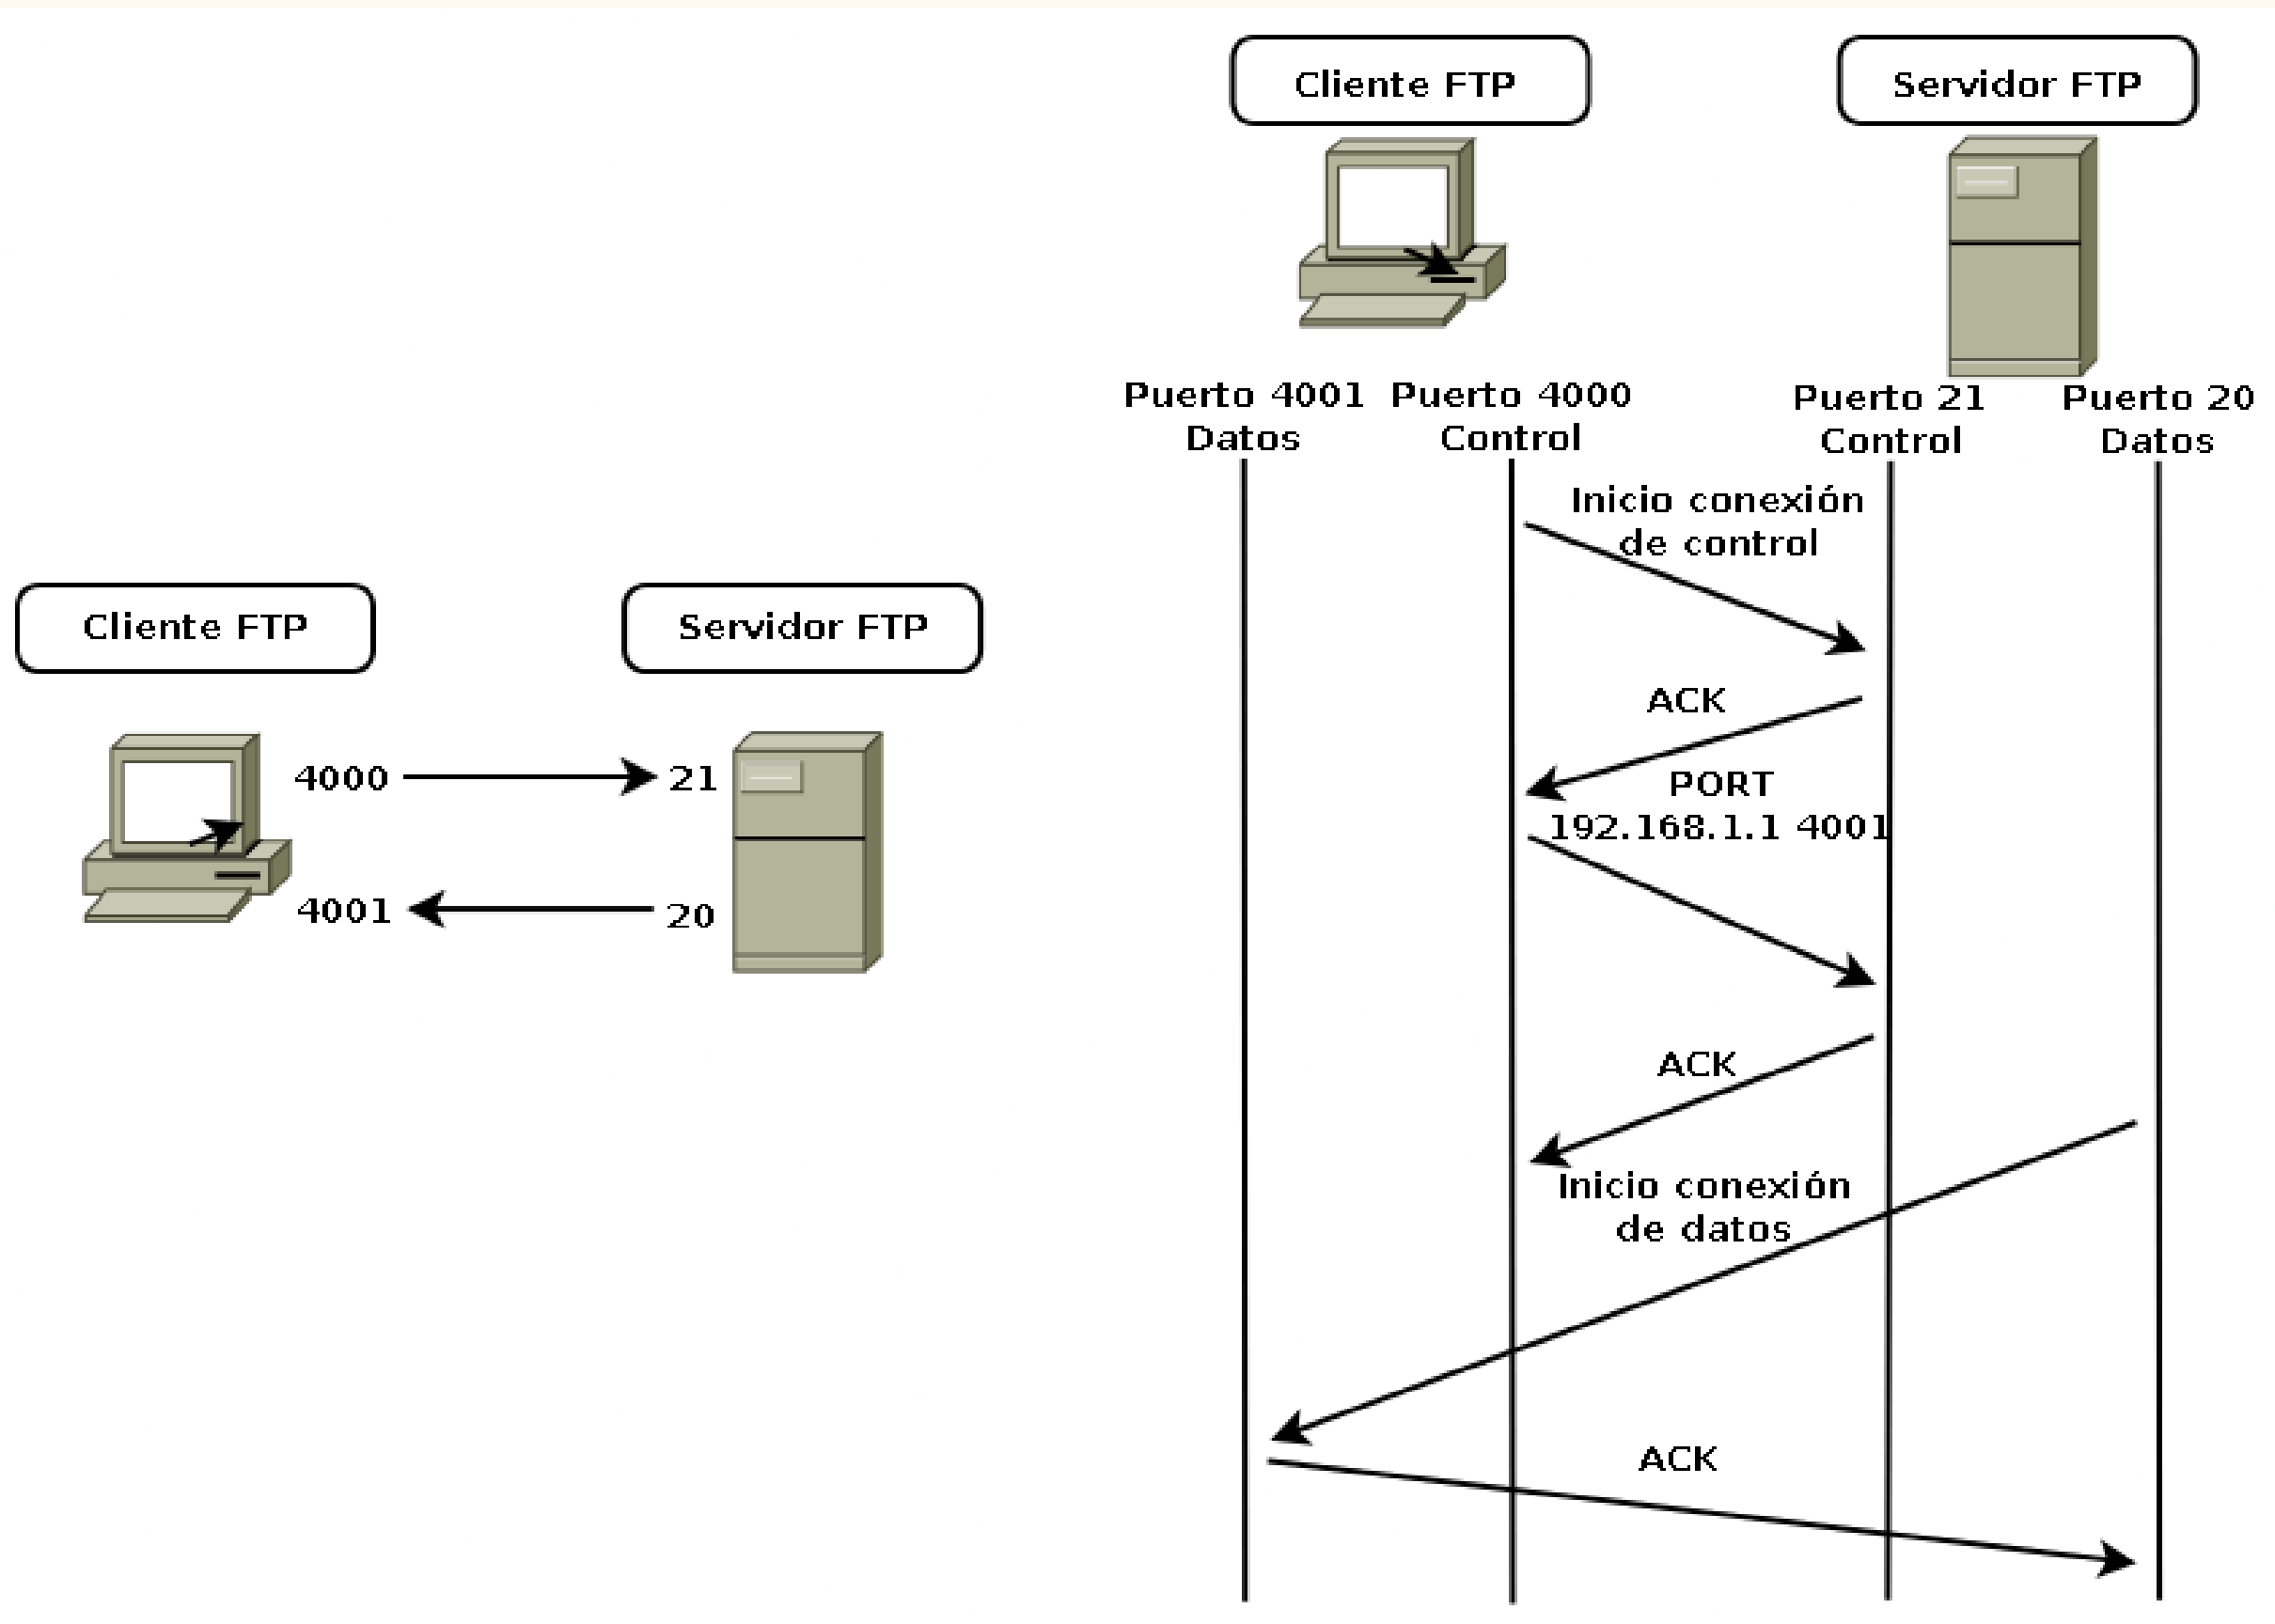 Cliente FTP
Servidor FTP
4000
21
4001
20
Cliente FTP
Servidor FTP
Puerto 4001
Datos
Puerto 4000
Control
Puerto 21
Control
Puerto 20
Datos
Inicio conexión
de control
ACK
PORT
192.168.1.1 4001
ACK
Inicio conexión
de datos
ACK